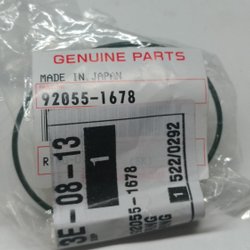 GENUINE PARTS
MADE IN JAPAN
92055-1678
3E-08-13
1
92055-1678
1 522/0292